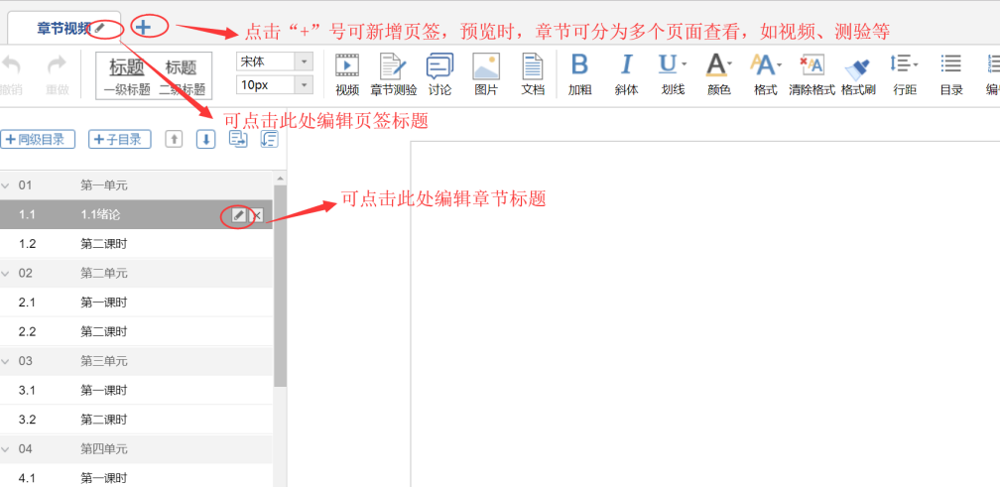 章节视频
点击“+”号可新增页签，预览时，章节可分为多个页面查看，如视频、测验等
撤销 重做
标题 标题
一级标题 二级标题
宋体
10px
视频 章节测验 讨论 图片 文档 加粗 斜体 划线 颜色 格式 清除格式 格式刷 行距 目录
可点击此处编辑页签标题
同级目录 子目录
01 第一单元
1.1 1.1绪论
可点击此处编辑章节标题
1.2 第二课时
02 第二单元
2.1 第一课时
2.2 第二课时
03 第三单元
3.1 第一课时
3.2 第二课时
04 第四单元
4.1 第一课时